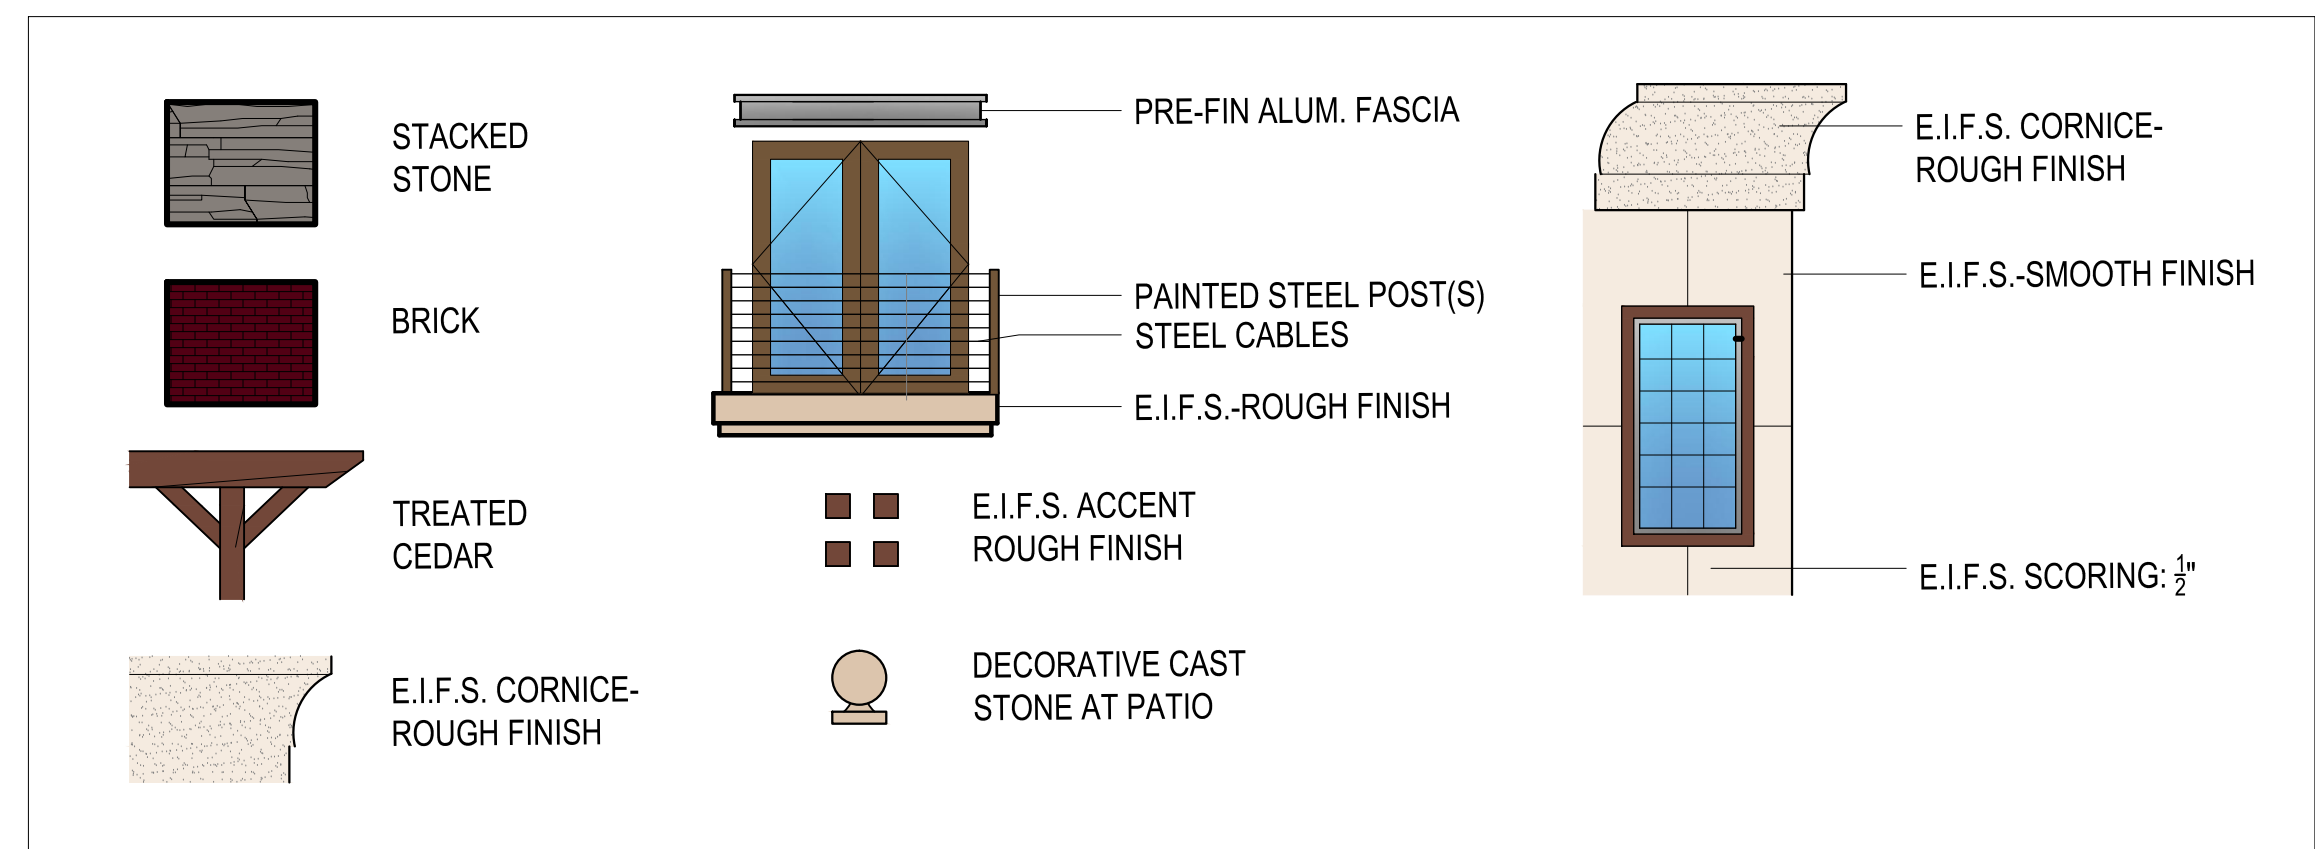 STACKED
STONE
BRICK
TREATED
CEDAR
E.I.F.S. CORNICE-
ROUGH FINISH
PRE-FIN ALUM. FASCIA
PAINTED STEEL POST(S)
STEEL CABLES
E.I.F.S.-ROUGH FINISH
E.I.F.S. ACCENT
ROUGH FINISH
DECORATIVE CAST
STONE AT PATIO
E.I.F.S. CORNICE-
ROUGH FINISH
E.I.F.S.-SMOOTH FINISH
E.I.F.S. SCORING: ½"